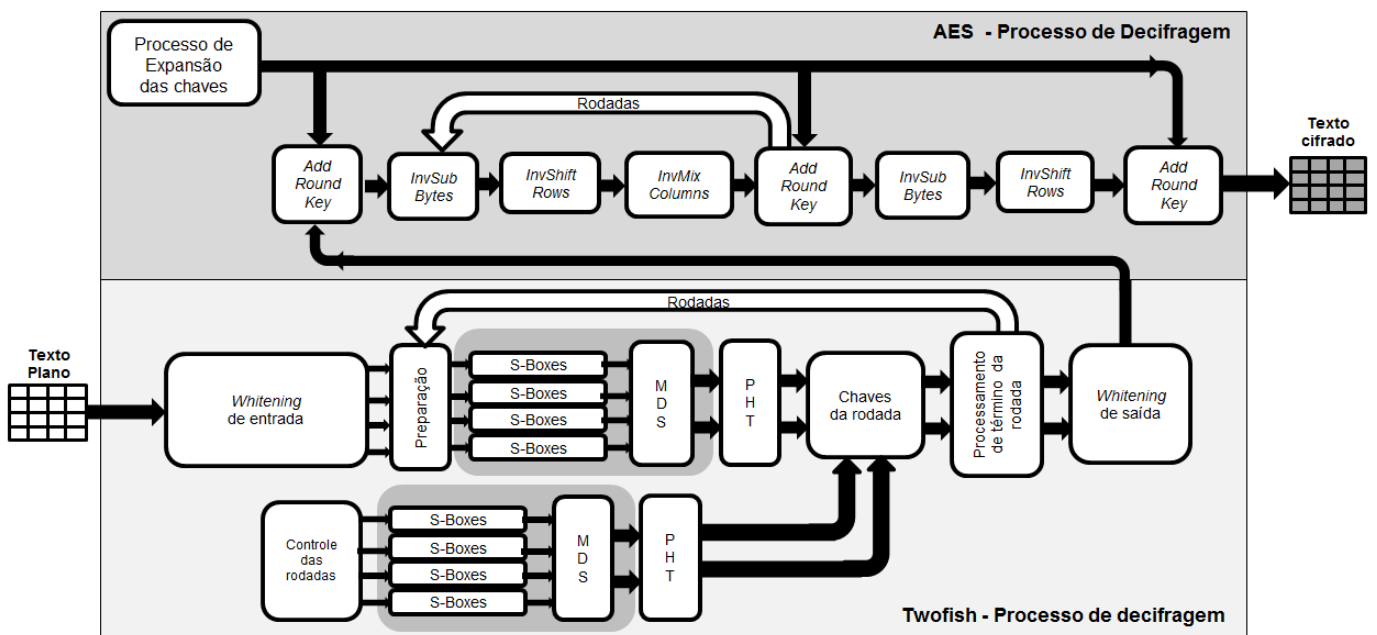 AES - Processo de Decifragem
Processo de
Expansão
das chaves
Rodadas
Texto
cifrado
Add
Round
Key
InvSub
Bytes
InvShift
Rows
InvMix
Columns
Add
Round
Key
InvSub
Bytes
InvShift
Rows
Add
Round
Key
Rodadas
Texto
Plano
Whitening
de entrada
Preparação
S-Boxes
S-Boxes
S-Boxes
S-Boxes
M
D
S
P
H
T
Chaves
da rodada
Processamento
de término da
rodada
Whitening
de saída
Controle
das
rodadas
S-Boxes
S-Boxes
S-Boxes
S-Boxes
M
D
S
P
H
T
Twofish - Processo de decifragem